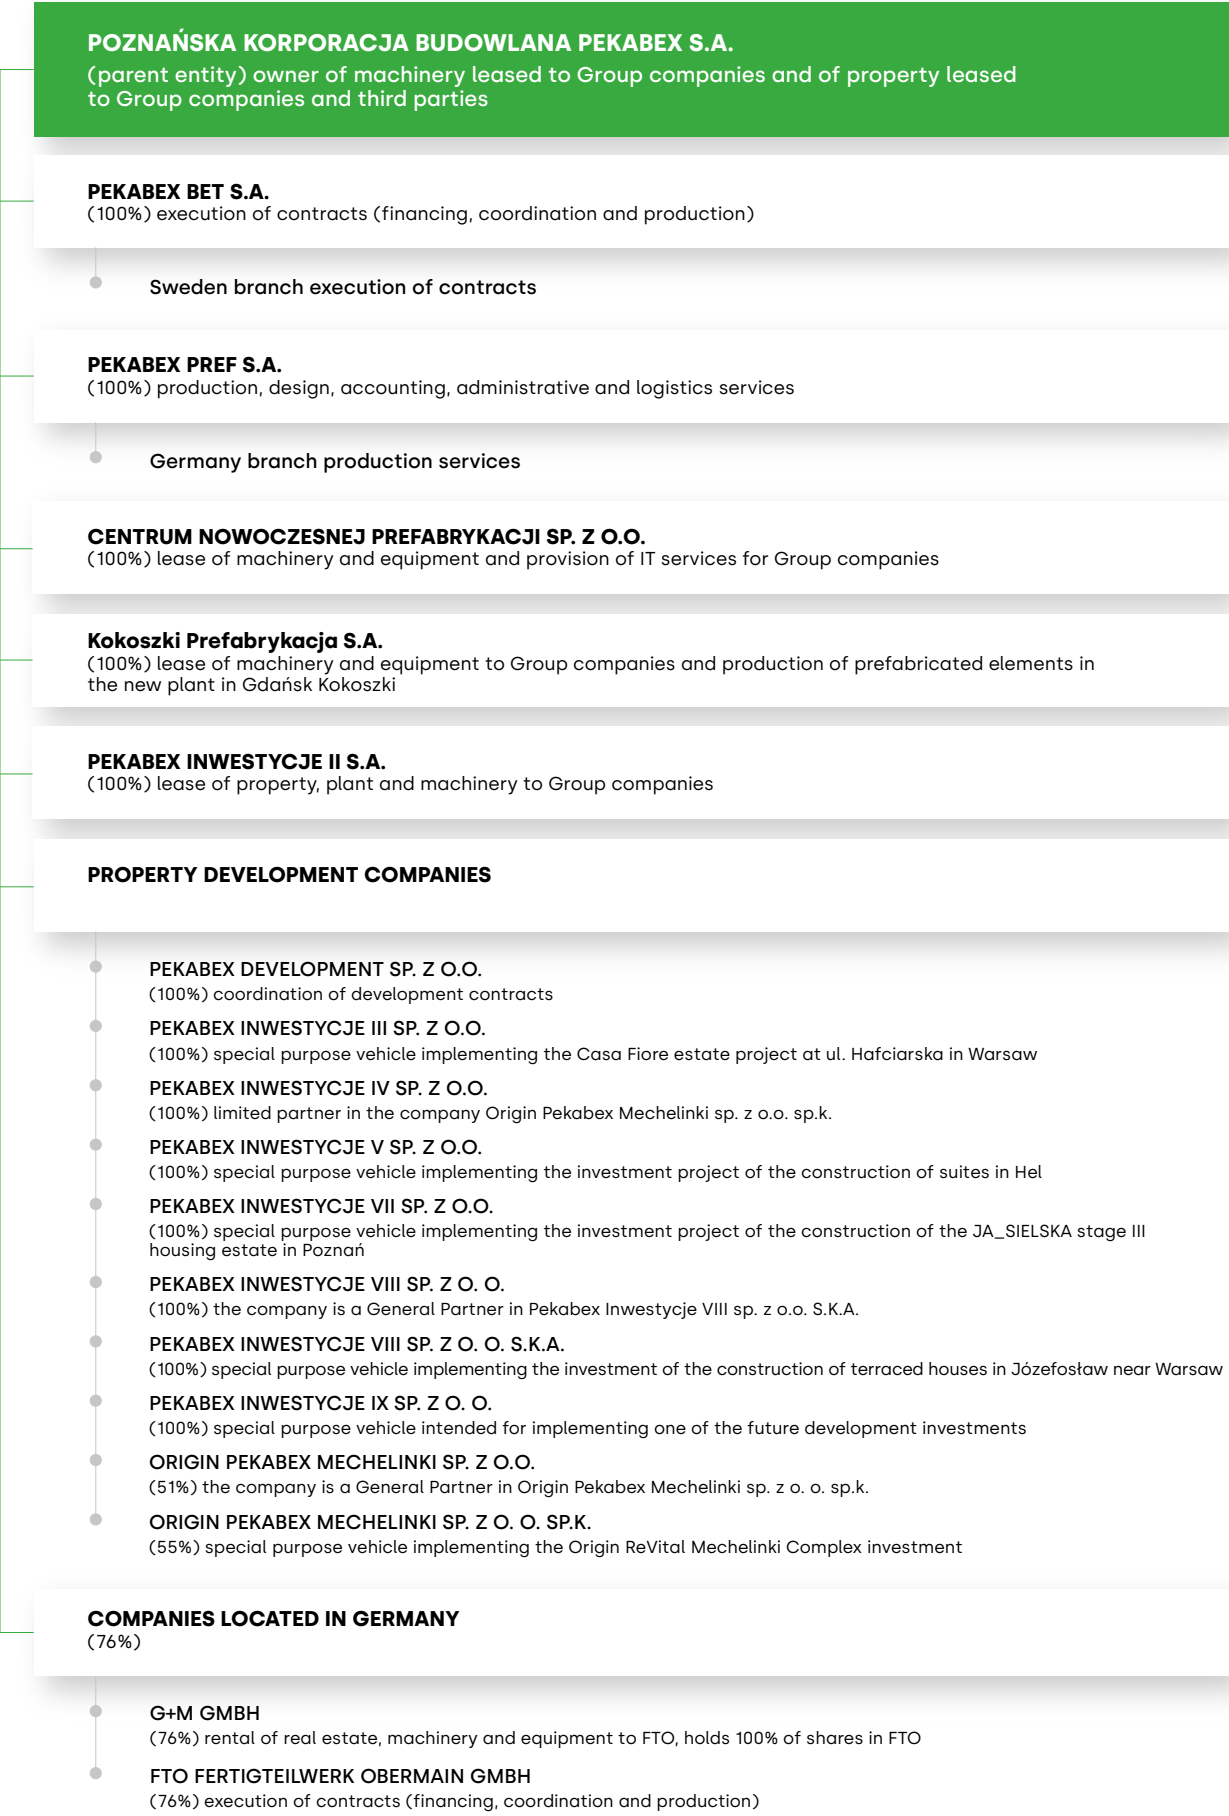 POZNAŃSKA KORPORACJA BUDOWLANA PEKABEX S.A.
(parent entity) owner of machinery leased to Group companies and of property leased
to Group companies and third parties
PEKABEX BET S.A.
(100%) execution of contracts (financing, coordination and production)
Sweden branch execution of contracts
PEKABEX PREF S.A.
(100%) production, design, accounting, administrative and logistics services
Germany branch production services
CENTRUM NOWOCZESNEJ PREFABRYKACJI SP. Z O.O.
(100%) lease of machinery and equipment and provision of IT services for Group companies
Kokoszki Prefabrykacja S.A.
(100%) lease of machinery and equipment to Group companies and production of prefabricated elements in
the new plant in Gdańsk Kokoszki
PEKABEX INWESTYCJE II S.A.
(100%) lease of property, plant and machinery to Group companies
PROPERTY DEVELOPMENT COMPANIES
PEKABEX DEVELOPMENT SP. Z O.O.
(100%) coordination of development contracts
PEKABEX INWESTYCJE III SP. Z O.O.
(100%) special purpose vehicle implementing the Casa Fiore estate project at ul. Hafciarska in Warsaw
PEKABEX INWESTYCJE IV SP. Z O.O.
(100%) limited partner in the company Origin Pekabex Mechelinki sp. z o.o. sp.k.
PEKABEX INWESTYCJE V SP. Z O.O.
(100%) special purpose vehicle implementing the investment project of the construction of suites in Hel
PEKABEX INWESTYCJE VII SP. Z O.O.
(100%) special purpose vehicle implementing the investment project of the construction of the JA_SIELSKA stage III
housing estate in Poznań
PEKABEX INWESTYCJE VIII SP. Z O. O.
(100%) the company is a General Partner in Pekabex Inwestycje VIII sp. z o.o. S.K.A.
PEKABEX INWESTYCJE VIII SP. Z O. O. S.K.A.
(100%) special purpose vehicle implementing the investment of the construction of terraced houses in Józefosław near Warsaw
PEKABEX INWESTYCJE IX SP. Z O. O.
(100%) special purpose vehicle intended for implementing one of the future development investments
ORIGIN PEKABEX MECHELINKI SP. Z O.O.
(51%) the company is a General Partner in Origin Pekabex Mechelinki sp. z o. o. sp.k.
ORIGIN PEKABEX MECHELINKI SP. Z O. O. SP.K.
(55%) special purpose vehicle implementing the Origin ReVital Mechelinki Complex investment
COMPANIES LOCATED IN GERMANY
(76%)
G+M GMBH
(76%) rental of real estate, machinery and equipment to FTO, holds 100% of shares in FTO
FTO FERTIGTEILWERK OBERMAIN GMBH
(76%) execution of contracts (financing, coordination and production)